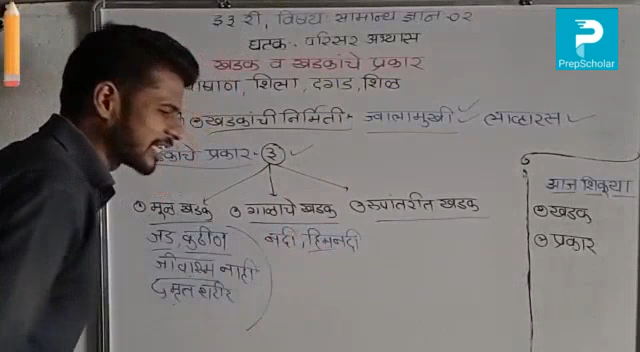 इ३री, विषय सामान्य ज्ञान -०२
घटक - परिसर अभ्यास
PrepScholar
खडक व खडकांचे प्रकार
शिला, दगड, शिळ
खडकांची निर्मिती - ज्वालामुखी लाव्हारस
प्रकार - ३
मूळ खडक गाळाचे खडक रूपांतरीत खडक
जड, कठीण नदी, हिमनदी
जीवाश्म नाही
मृत शरीर
आज शिकूया
खडक
प्रकार